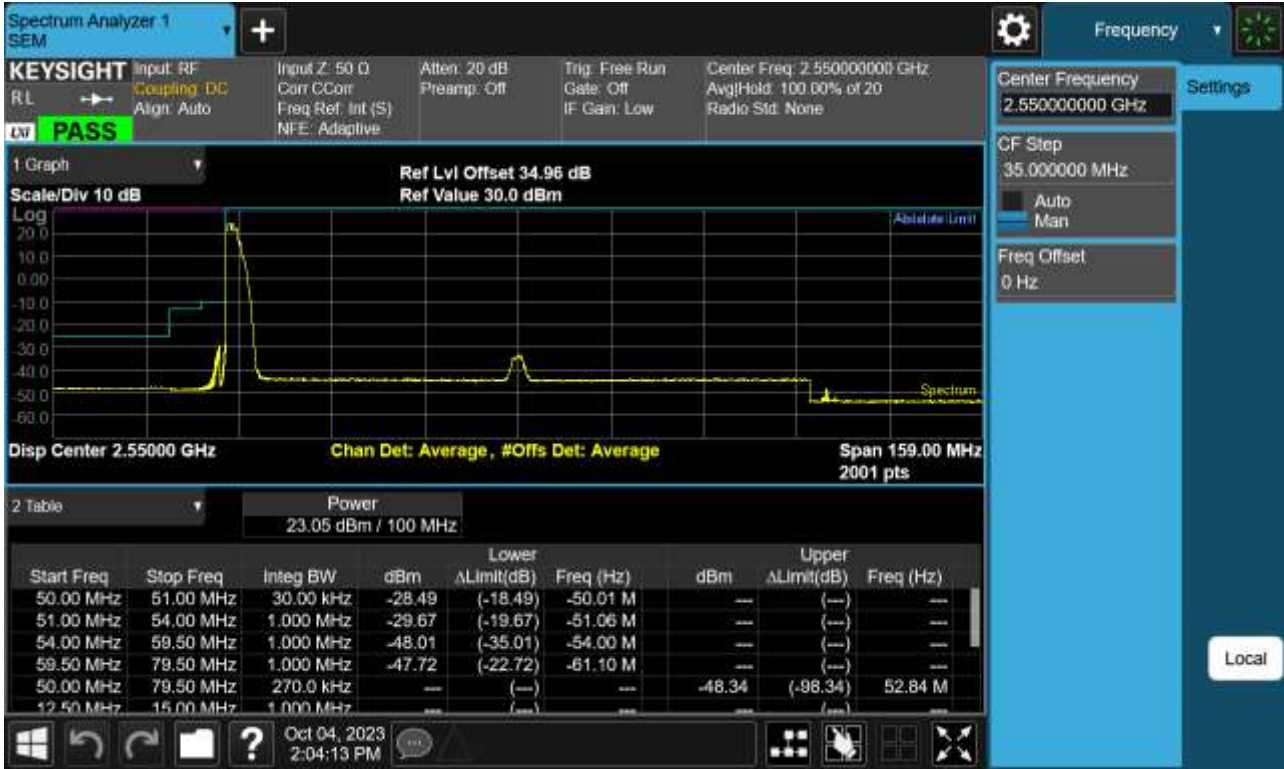 Spectrum Analyzer 1
SEM
+
Frequency
KEYSIGHT
Input: RF
Input Z: 50 Ω
Atten: 20 dB
Trig: Free Run
Center Freq: 2.550000000 GHz
RL
Coupling: DC
Corr CCorr
Preamp: Off
Gate: Off
Avg|Hold: 100.00% of 20
Align: Auto
Freq Ref: Int (S)
IF Gain: Low
Radio Std: None
LXI
PASS
NFE: Adaptive
Center Frequency
2.550000000 GHz
Settings
CF Step
35.000000 MHz
Auto
Man
Freq Offset
0 Hz
1 Graph
Ref Lvl Offset 34.96 dB
Scale/Div 10 dB
Ref Value 30.0 dBm
Log
Absolute Limit
20.0
10.0
0.00
-10.0
-20.0
-30.0
-40.0
-50.0
Spectrum
-60.0
Disp Center 2.55000 GHz
Chan Det: Average, #Offs Det: Average
Span 159.00 MHz
2001 pts
2 Table
Power
23.05 dBm / 100 MHz
Lower Upper
Start Freq Stop Freq Integ BW dBm ΔLimit(dB) Freq (Hz) dBm ΔLimit(dB) Freq (Hz)
50.00 MHz 51.00 MHz 30.00 kHz -28.49 (-18.49) -50.01 M --- (---) ---
51.00 MHz 54.00 MHz 1.000 MHz -29.67 (-19.67) -51.06 M --- (---) ---
54.00 MHz 59.50 MHz 1.000 MHz -48.01 (-35.01) -54.00 M --- (---) ---
59.50 MHz 79.50 MHz 1.000 MHz -47.72 (-22.72) -61.10 M --- (---) ---
50.00 MHz 79.50 MHz 270.0 kHz --- (---) --- -48.34 (-98.34) 52.84 M
12.50 MHz 15.00 MHz 1.000 MHz --- (---) --- --- (---) ---
Local
?
Oct 04, 2023
2:04:13 PM